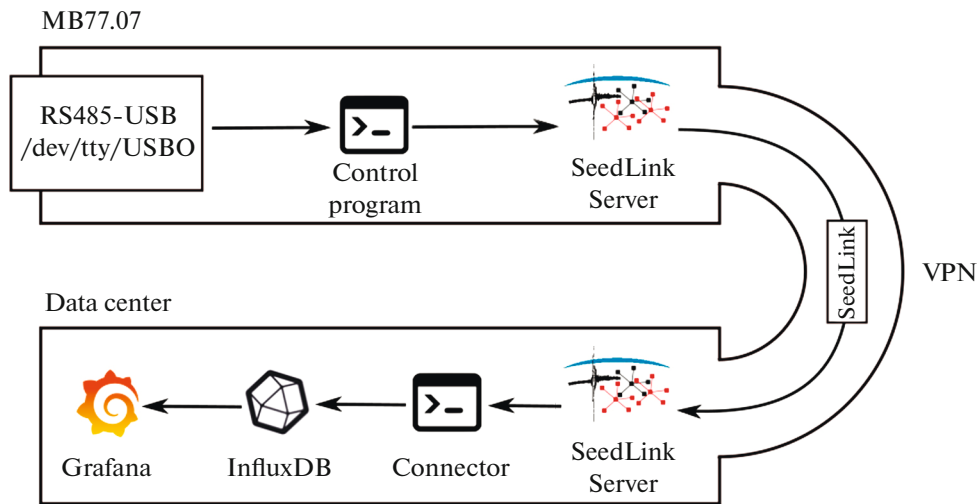 MB77.07
RS485-USB
/dev/tty/USBO
Control
program
SeedLink
Server
SeedLink
VPN
Data center
Grafana
InfluxDB
Connector
SeedLink
Server